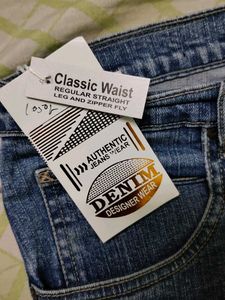 Classic Waist
REGULAR STRAIGHT
LEG AND ZIPPER FLY
AUTHENTIC
JEANS WEAR
DENIM
DESIGNER WEAR